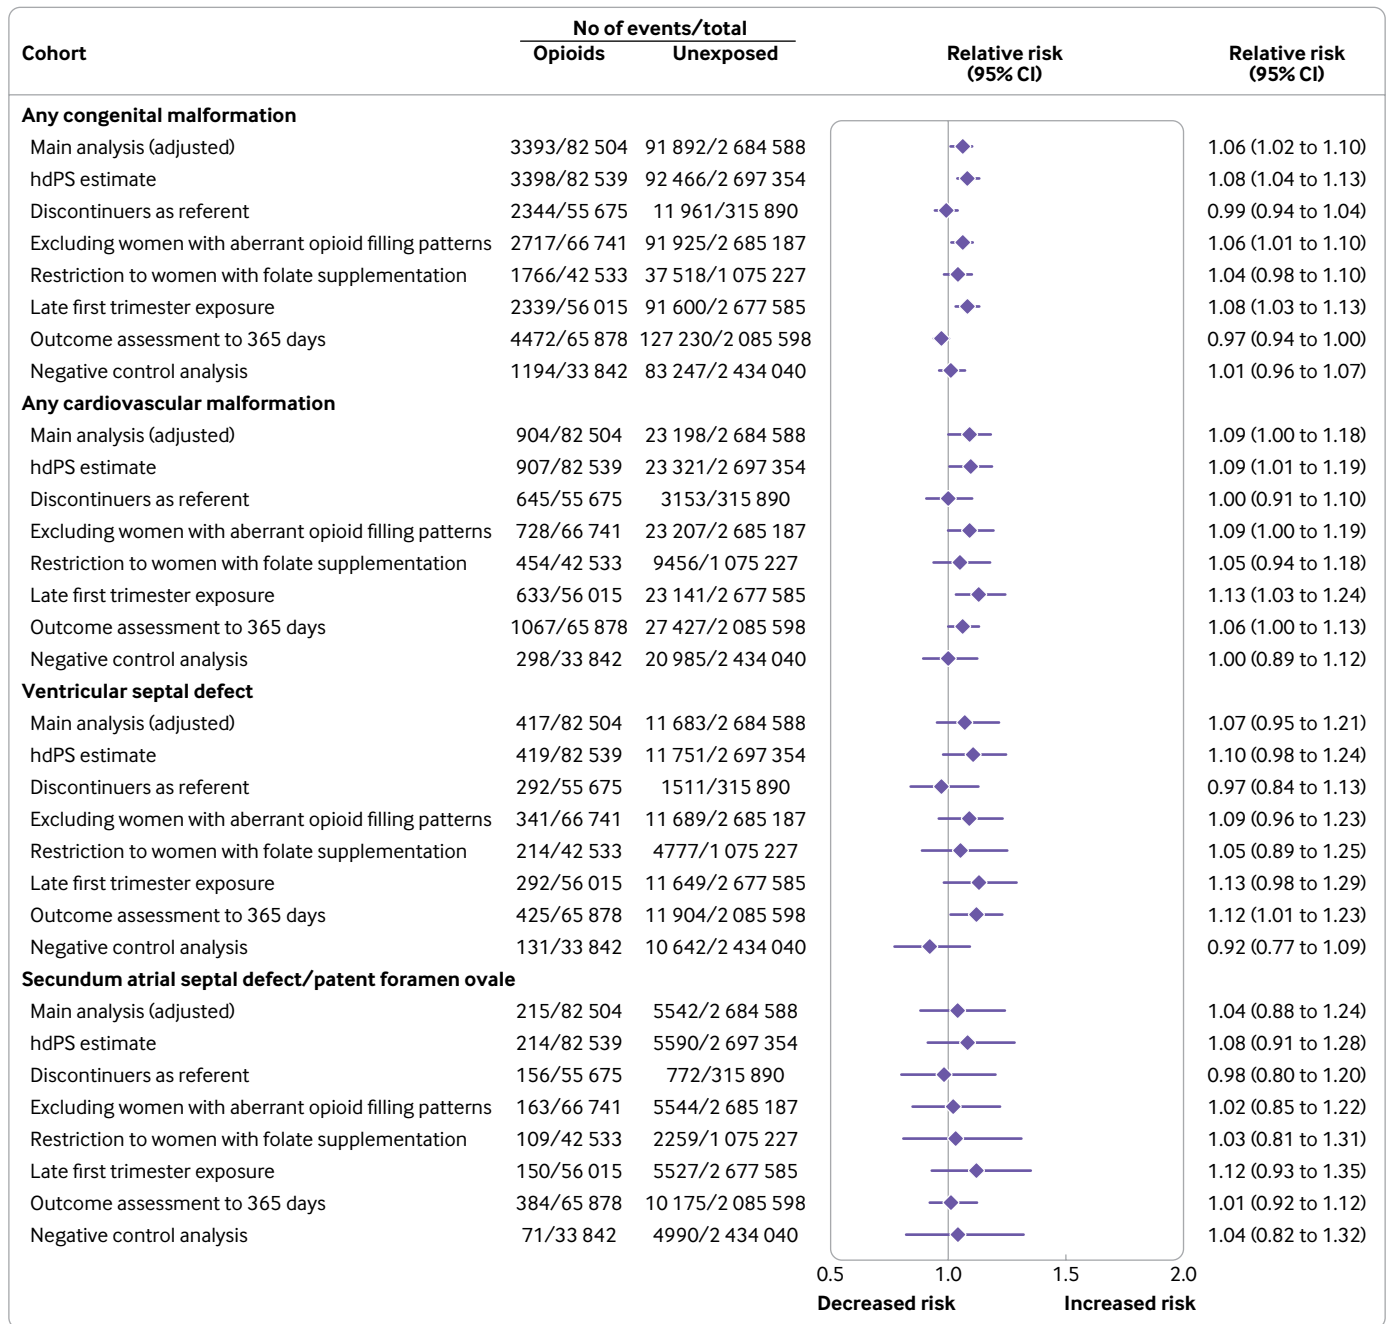 No of events/total
Cohort Opioids Unexposed Relative risk (95% CI) Relative risk (95% CI)
Any congenital malformation
Main analysis (adjusted) 3393/82 504 91 892/2 684 588 1.06 (1.02 to 1.10)
hdPS estimate 3398/82 539 92 466/2 697 354 1.08 (1.04 to 1.13)
Discontinuers as referent 2344/55 675 11 961/315 890 0.99 (0.94 to 1.04)
Excluding women with aberrant opioid filling patterns 2717/66 741 91 925/2 685 187 1.06 (1.01 to 1.10)
Restriction to women with folate supplementation 1766/42 533 37 518/1 075 227 1.04 (0.98 to 1.10)
Late first trimester exposure 2339/56 015 91 600/2 677 585 1.08 (1.03 to 1.13)
Outcome assessment to 365 days 4472/65 878 127 230/2 085 598 0.97 (0.94 to 1.00)
Negative control analysis 1194/33 842 83 247/2 434 040 1.01 (0.96 to 1.07)
Any cardiovascular malformation
Main analysis (adjusted) 904/82 504 23 198/2 684 588 1.09 (1.00 to 1.18)
hdPS estimate 907/82 539 23 321/2 697 354 1.09 (1.01 to 1.19)
Discontinuers as referent 645/55 675 3153/315 890 1.00 (0.91 to 1.10)
Excluding women with aberrant opioid filling patterns 728/66 741 23 207/2 685 187 1.09 (1.00 to 1.19)
Restriction to women with folate supplementation 454/42 533 9456/1 075 227 1.05 (0.94 to 1.18)
Late first trimester exposure 633/56 015 23 141/2 677 585 1.13 (1.03 to 1.24)
Outcome assessment to 365 days 1067/65 878 27 427/2 085 598 1.06 (1.00 to 1.13)
Negative control analysis 298/33 842 20 985/2 434 040 1.00 (0.89 to 1.12)
Ventricular septal defect
Main analysis (adjusted) 417/82 504 11 683/2 684 588 1.07 (0.95 to 1.21)
hdPS estimate 419/82 539 11 751/2 697 354 1.10 (0.98 to 1.24)
Discontinuers as referent 292/55 675 1511/315 890 0.97 (0.84 to 1.13)
Excluding women with aberrant opioid filling patterns 341/66 741 11 689/2 685 187 1.09 (0.96 to 1.23)
Restriction to women with folate supplementation 214/42 533 4777/1 075 227 1.05 (0.89 to 1.25)
Late first trimester exposure 292/56 015 11 649/2 677 585 1.13 (0.98 to 1.29)
Outcome assessment to 365 days 425/65 878 11 904/2 085 598 1.12 (1.01 to 1.23)
Negative control analysis 131/33 842 10 642/2 434 040 0.92 (0.77 to 1.09)
Secundum atrial septal defect/patent foramen ovale
Main analysis (adjusted) 215/82 504 5542/2 684 588 1.04 (0.88 to 1.24)
hdPS estimate 214/82 539 5590/2 697 354 1.08 (0.91 to 1.28)
Discontinuers as referent 156/55 675 772/315 890 0.98 (0.80 to 1.20)
Excluding women with aberrant opioid filling patterns 163/66 741 5544/2 685 187 1.02 (0.85 to 1.22)
Restriction to women with folate supplementation 109/42 533 2259/1 075 227 1.03 (0.81 to 1.31)
Late first trimester exposure 150/56 015 5527/2 677 585 1.12 (0.93 to 1.35)
Outcome assessment to 365 days 384/65 878 10 175/2 085 598 1.01 (0.92 to 1.12)
Negative control analysis 71/33 842 4990/2 434 040 1.04 (0.82 to 1.32)
0.5 1.0 1.5 2.0
Decreased risk Increased risk